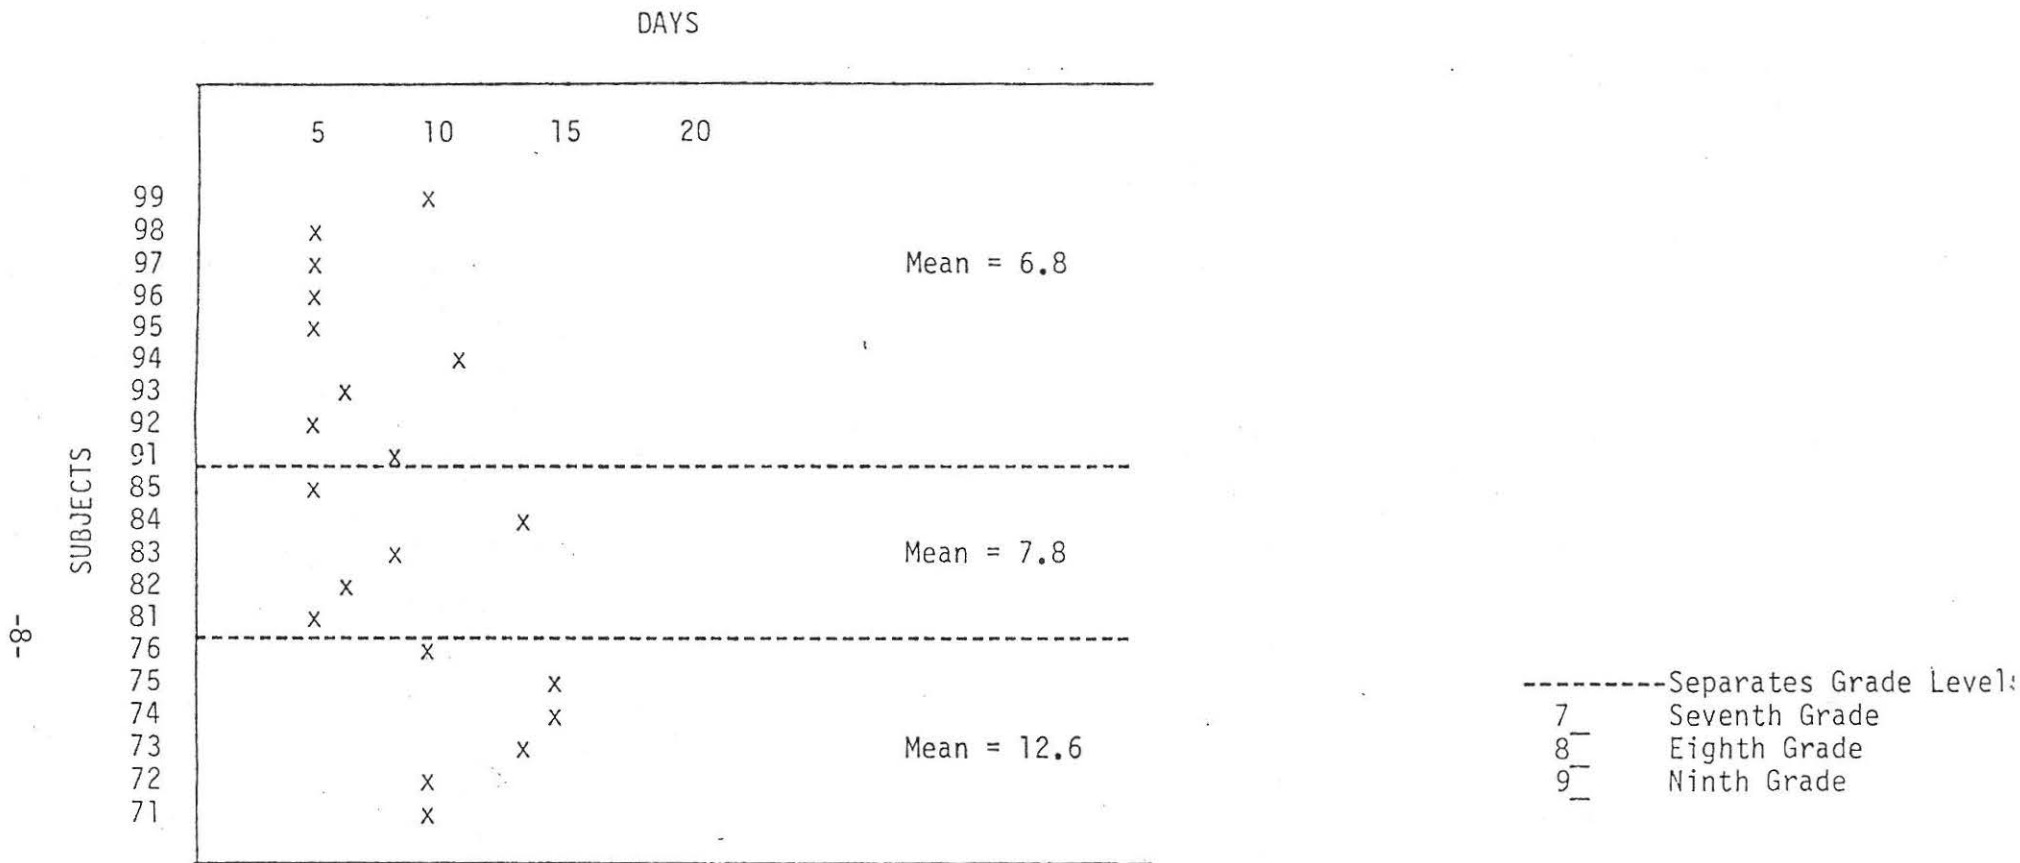 DAYS
5 10 15 20
99 X
98 X
97 X Mean = 6.8
96 X
95 X
94 X
93 X
92 X
91 X
85 X
84 X
SUBJECTS
83 X Mean = 7.8
82 X
81 X
-8-
76 X
75 X
---------Separates Grade Levels
74 X
7_ Seventh Grade
73 X Mean = 12.6
8_ Eighth Grade
72 X
9_ Ninth Grade
71 X